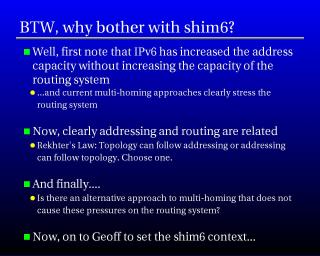 BTW, why bother with shim6?
Well, first note that IPv6 has increased the address
capacity without increasing the capacity of the
routing system
...and current multi-homing approaches clearly stress the
routing system
Now, clearly addressing and routing are related
Rekhter's Law: Topology can follow addressing or addressing
can follow topology. Choose one.
And finally....
Is there an alternative approach to multi-homing that does not
cause these pressures on the routing system?
Now, on to Geoff to set the shim6 context...